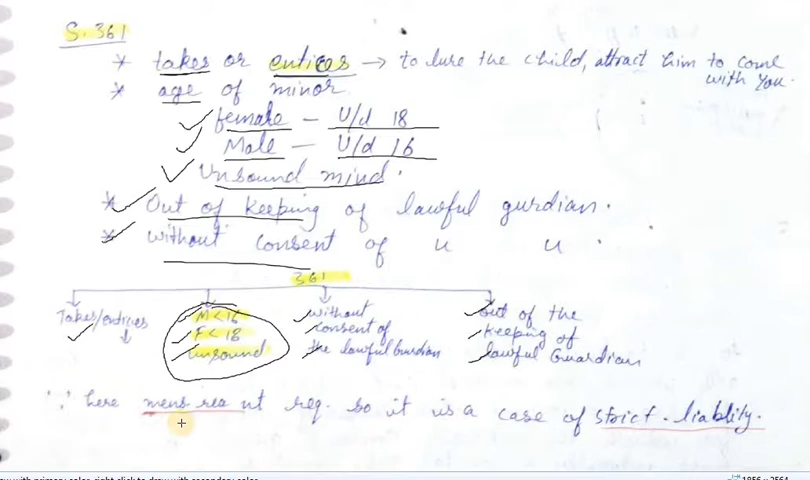 S. 361
* takes or entices → to lure the child, attract him to come
with you.
* age of minor
female – U/d 18
Male – U/d 16
Unsound mind.
* Out of keeping of lawful gurdian.
* without consent of u u .
361
Takes/entices
M < 16
F < 18
unsound
without
consent of
the lawful Gurdian
Out of the
keeping of
lawful Guardian
∵ here mens rea nt req. so it is a case of strict liablity.